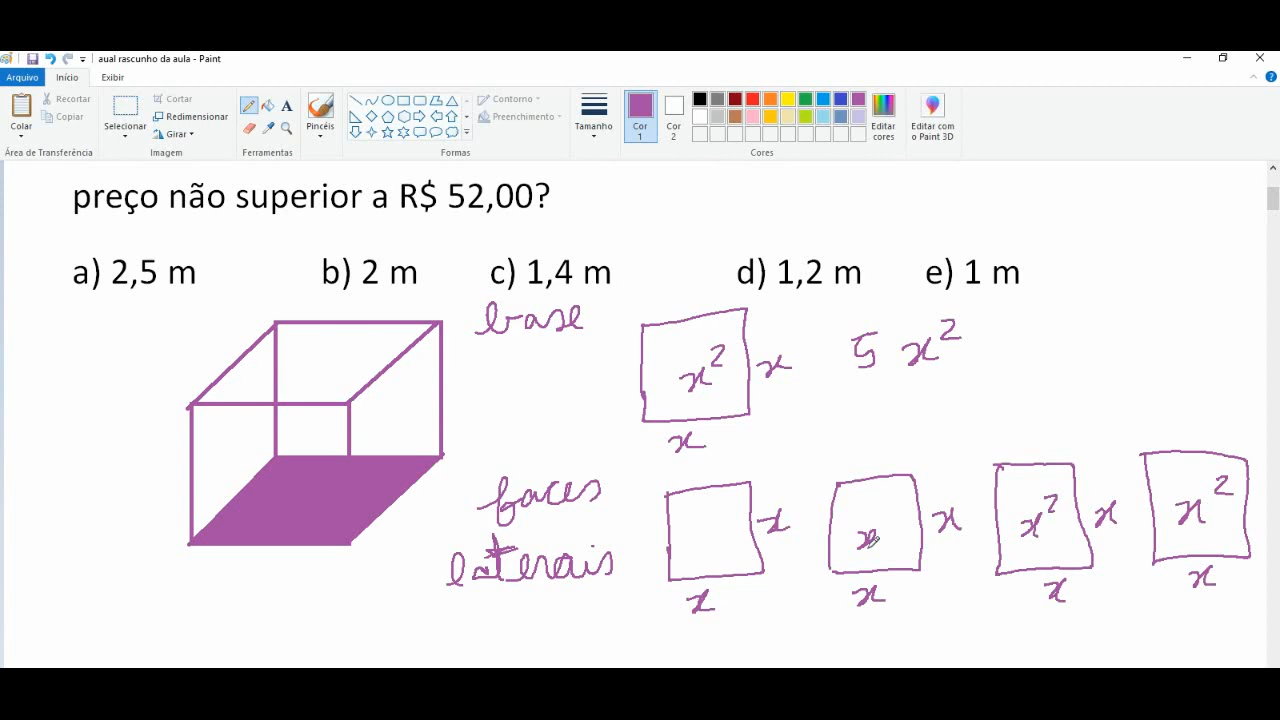 aual rascunho da aula - Paint
Arquivo Início Exibir
Colar Recortar Copiar Selecionar Cortar Redimensionar Girar Pincéis Contorno Preenchimento Tamanho Cor 1 Cor 2 Editar cores Editar com o Paint 3D
Área de Transferência Imagem Ferramentas Formas Cores
preço não superior a R$ 52,00?
a) 2,5 m b) 2 m c) 1,4 m d) 1,2 m e) 1 m
base x² x 5 x²
x
faces x x x² x x²
laterais x
x x x x